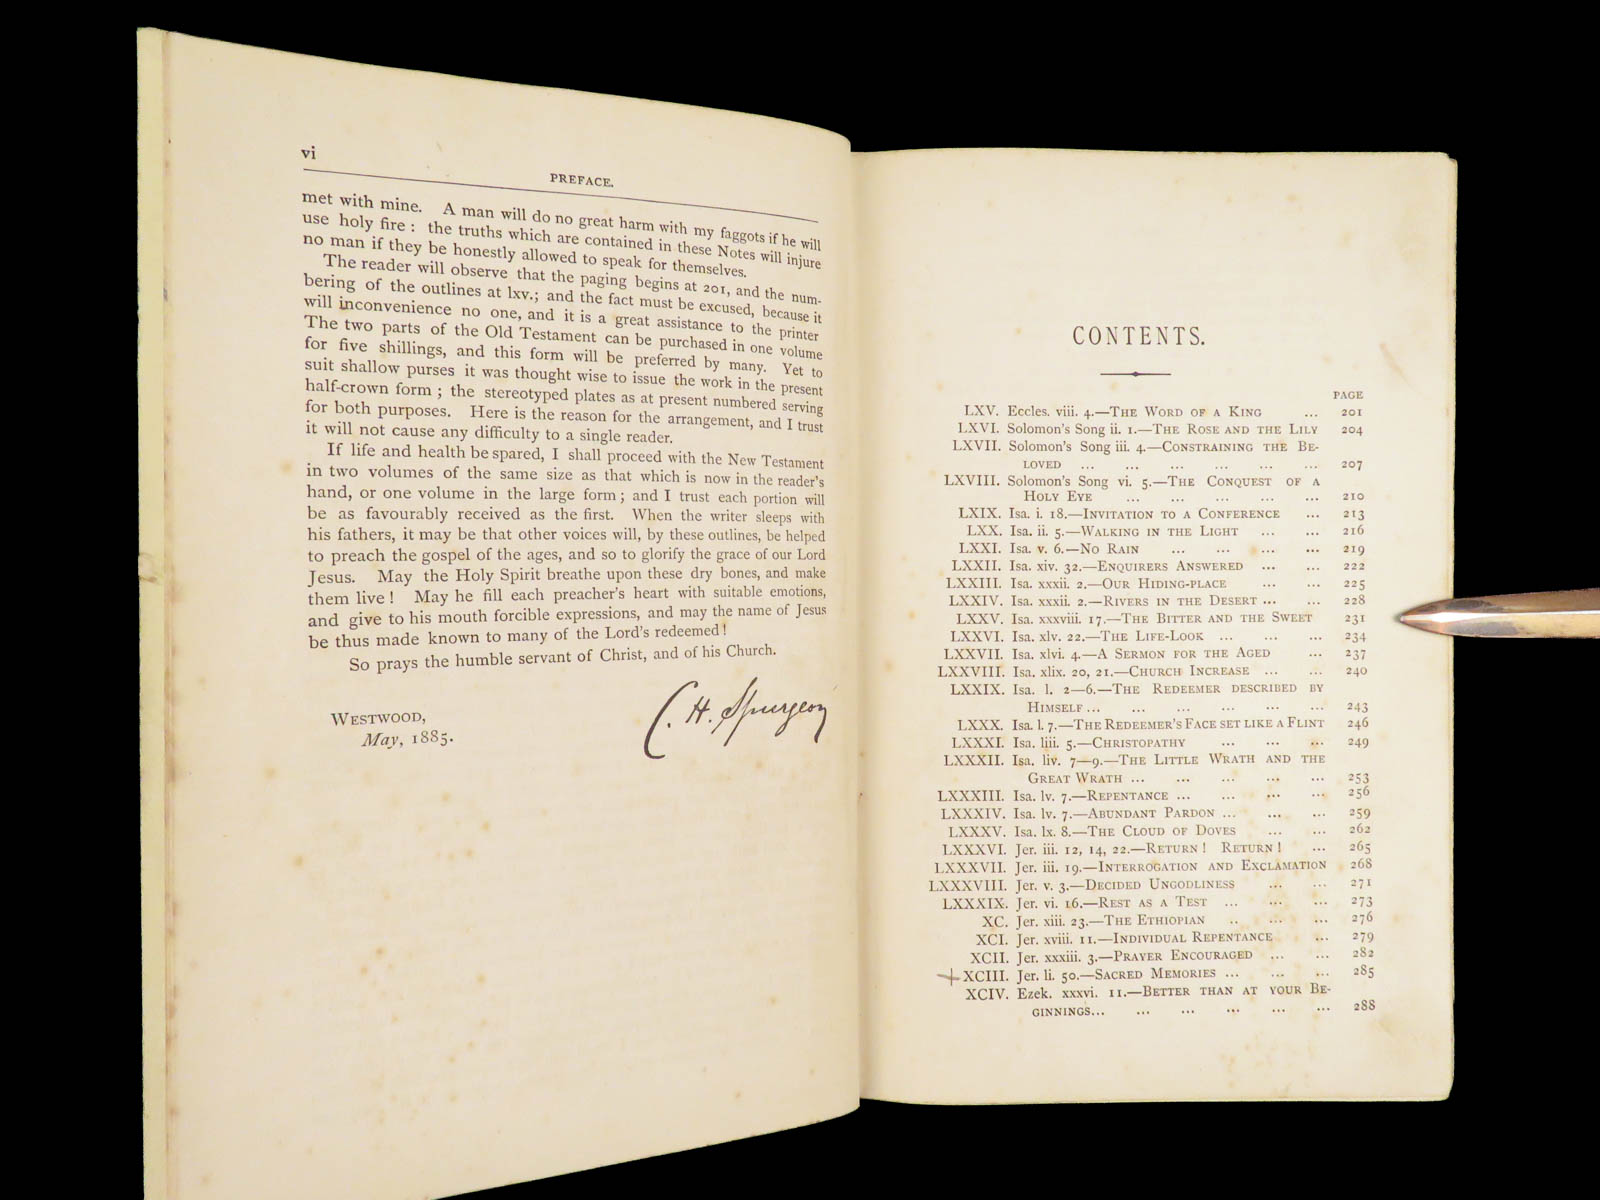 vi
PREFACE.
met with mine. A man will do no great harm with my faggots if he will
use holy fire : the truths which are contained in these Notes will injure
no man if they be honestly allowed to speak for themselves.
The reader will observe that the paging begins at 201, and the num-
bering of the outlines at lxv.; and the fact must be excused, because it
will inconvenience no one, and it is a great assistance to the printer
The two parts of the Old Testament can be purchased in one volume
for five shillings, and this form will be preferred by many. Yet to
suit shallow purses it was thought wise to issue the work in the present
half-crown form ; the stereotyped plates as at present numbered serving
for both purposes. Here is the reason for the arrangement, and I trust
it will not cause any difficulty to a single reader.
If life and health be spared, I shall proceed with the New Testament
in two volumes of the same size as that which is now in the reader's
hand, or one volume in the large form ; and I trust each portion will
be as favourably received as the first. When the writer sleeps with
his fathers, it may be that other voices will, by these outlines, be helped
to preach the gospel of the ages, and so to glorify the grace of our Lord
Jesus. May the Holy Spirit breathe upon these dry bones, and make
them live ! May he fill each preacher's heart with suitable emotions,
and give to his mouth forcible expressions, and may the name of Jesus
be thus made known to many of the Lord's redeemed !
So prays the humble servant of Christ, and of his Church.
C. H. Spurgeon
WESTWOOD,
May, 1885.
CONTENTS.
PAGE
LXV. Eccles. viii. 4.—THE WORD OF A KING ... 201
LXVI. Solomon's Song ii. 1.—THE ROSE AND THE LILY 204
LXVII. Solomon's Song iii. 4.—CONSTRAINING THE BE-
LOVED ... ... ... ... ... ... 207
LXVIII. Solomon's Song vi. 5.—THE CONQUEST OF A
HOLY EYE ... ... ... ... ... 210
LXIX. Isa. i. 18.—INVITATION TO A CONFERENCE ... 213
LXX. Isa. ii. 5.—WALKING IN THE LIGHT ... ... 216
LXXI. Isa. v. 6.—NO RAIN ... ... ... ... 219
LXXII. Isa. xiv. 32.—ENQUIRERS ANSWERED ... ... 222
LXXIII. Isa. xxxii. 2.—OUR HIDING-PLACE ... ... 225
LXXIV. Isa. xxxii. 2.—RIVERS IN THE DESERT ... ... 228
LXXV. Isa. xxxviii. 17.—THE BITTER AND THE SWEET 231
LXXVI. Isa. xlv. 22.—THE LIFE-LOOK ... ... ... 234
LXXVII. Isa. xlvi. 4.—A SERMON FOR THE AGED ... 237
LXXVIII. Isa. xlix. 20, 21.—CHURCH INCREASE ... ... 240
LXXIX. Isa. l. 2—6.—THE REDEEMER DESCRIBED BY
HIMSELF ... ... ... ... ... ... 243
LXXX. Isa. l. 7.—THE REDEEMER'S FACE SET LIKE A FLINT 246
LXXXI. Isa. liii. 5.—CHRISTOPATHY ... ... ... 249
LXXXII. Isa. liv. 7—9.—THE LITTLE WRATH AND THE
GREAT WRATH ... ... ... ... ... 253
LXXXIII. Isa. lv. 7.—REPENTANCE ... ... ... ... 256
LXXXIV. Isa. lv. 7.—ABUNDANT PARDON ... ... ... 259
LXXXV. Isa. lx. 8.—THE CLOUD OF DOVES ... ... 262
LXXXVI. Jer. iii. 12, 14, 22.—RETURN ! RETURN ! ... 265
LXXXVII. Jer. iii. 19.—INTERROGATION AND EXCLAMATION 268
LXXXVIII. Jer. v. 3.—DECIDED UNGODLINESS ... ... 271
LXXXIX. Jer. vi. 16.—REST AS A TEST ... ... ... 273
XC. Jer. xiii. 23.—THE ETHIOPIAN .. ... ... 276
XCI. Jer. xviii. 11.—INDIVIDUAL REPENTANCE ... 279
XCII. Jer. xxxiii. 3.—PRAYER ENCOURAGED ... ... 282
+XCIII. Jer. li. 50.—SACRED MEMORIES ... ... ... 285
XCIV. Ezek. xxxvi. 11.—BETTER THAN AT YOUR BE-
GINNINGS... ... ... ... ... ... 288